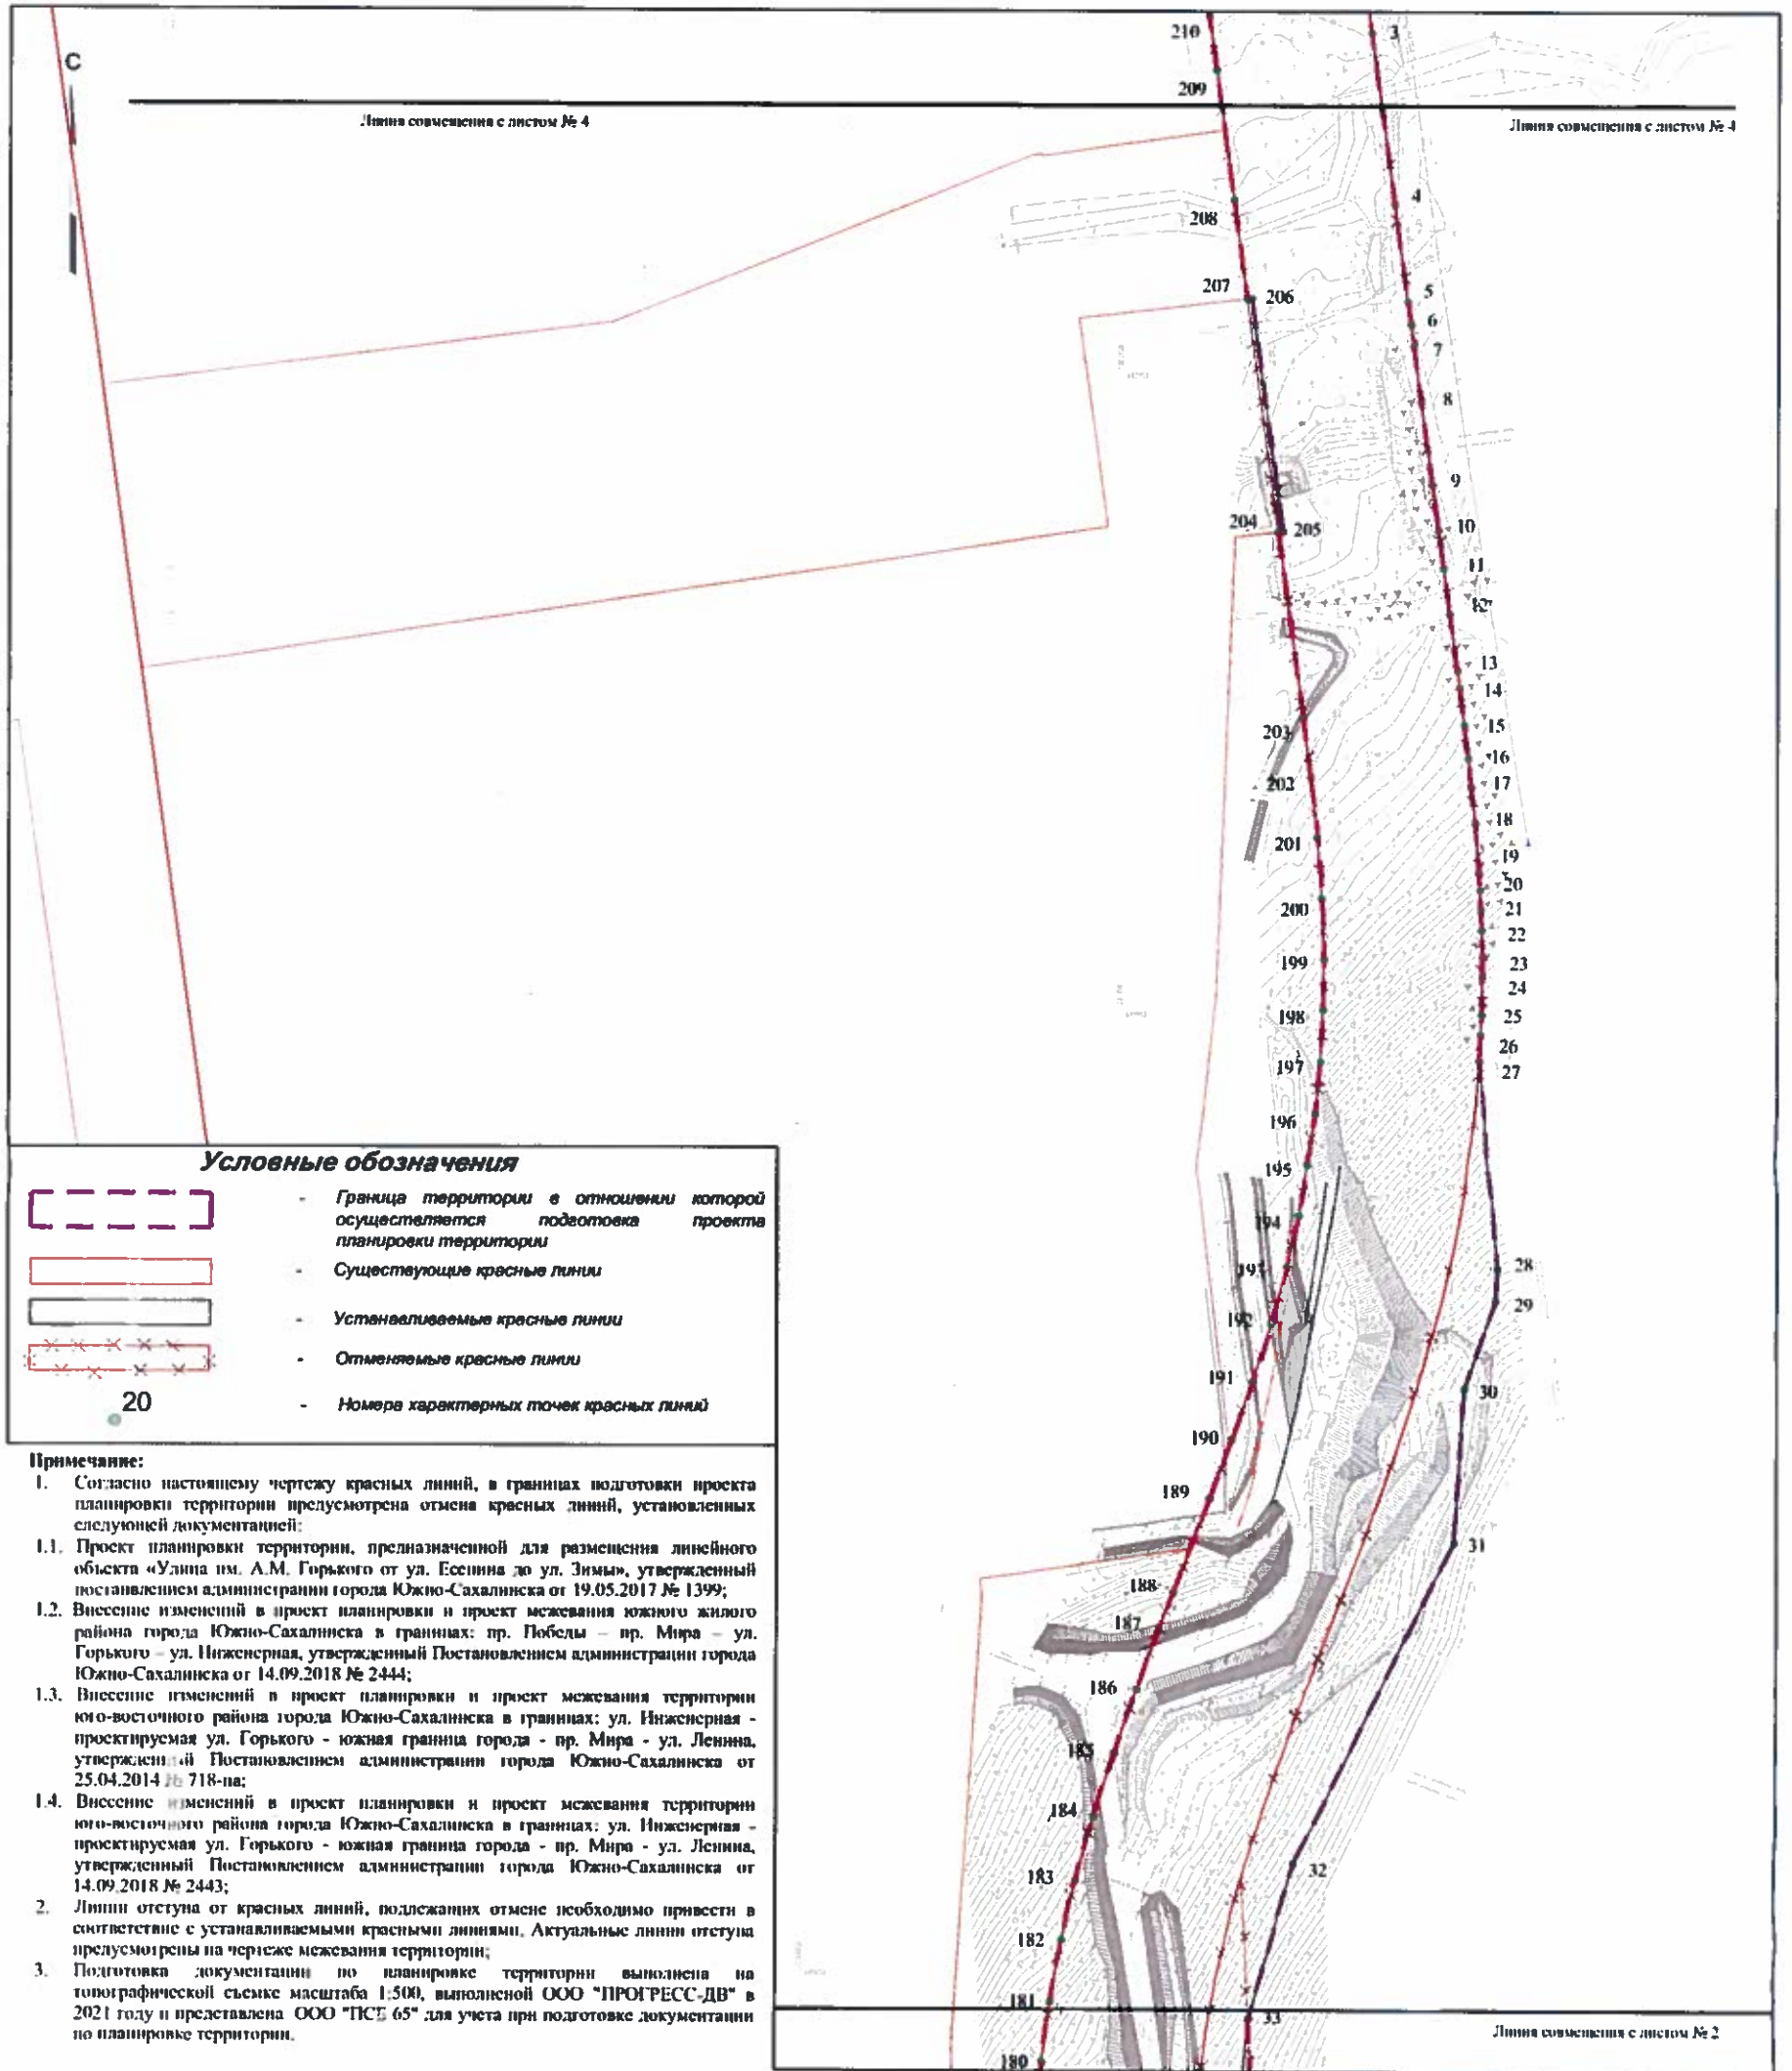 210
3
С
209
Линия совмещения с листом № 4
Линия совмещения с листом № 4
4
208
207
206
5
6
7
8
9
204
205
10
11
12
13
14
203
15
16
202
17
18
201
19
20
200
21
22
199
23
24
198
25
26
197
27
196
195
194
193
28
29
192
191
30
190
189
31
188
187
186
185
184
32
183
182
181
33
180
Линия совмещения с листом № 2
Условные обозначения
- Граница территории в отношении которой
осуществляется подготовка проекта
планировки территории
- Существующие красные линии
- Устанавливаемые красные линии
- Отменяемые красные линии
20 - Номера характерных точек красных линий
Примечание:
1. Согласно настоящему чертежу красных линий, в границах подготовки проекта
планировки территории предусмотрена отмена красных линий, установленных
следующей документацией:
1.1. Проект планировки территории, предназначенной для размещения линейного
объекта «Улица им. А.М. Горького от ул. Есенина до ул. Зимы», утвержденный
постановлением администрации города Южно-Сахалинска от 19.05.2017 № 1399;
1.2. Внесение изменений в проект планировки и проект межевания южного жилого
района города Южно-Сахалинска в границах: пр. Победы – пр. Мира – ул.
Горького – ул. Инженерная, утвержденный Постановлением администрации города
Южно-Сахалинска от 14.09.2018 № 2444;
1.3. Внесение изменений в проект планировки и проект межевания территории
юго-восточного района города Южно-Сахалинска в границах: ул. Инженерная -
проектируемая ул. Горького - южная граница города - пр. Мира - ул. Ленина,
утвержденный Постановлением администрации города Южно-Сахалинска от
25.04.2014 № 718-па;
1.4. Внесение изменений в проект планировки и проект межевания территории
юго-восточного района города Южно-Сахалинска в границах: ул. Инженерная -
проектируемая ул. Горького - южная граница города - пр. Мира - ул. Ленина,
утвержденный Постановлением администрации города Южно-Сахалинска от
14.09.2018 № 2443;
2. Линии отступа от красных линий, подлежащих отмене необходимо привести в
соответствие с устанавливаемыми красными линиями. Актуальные линии отступа
предусмотрены на чертеже межевания территории;
3. Подготовка документации по планировке территории выполнена на
топографической съемке масштаба 1:500, выполненой ООО "ПРОГРЕСС-ДВ" в
2021 году и представлена ООО "ПСБ 65" для учета при подготовке документации
по планировке территории.